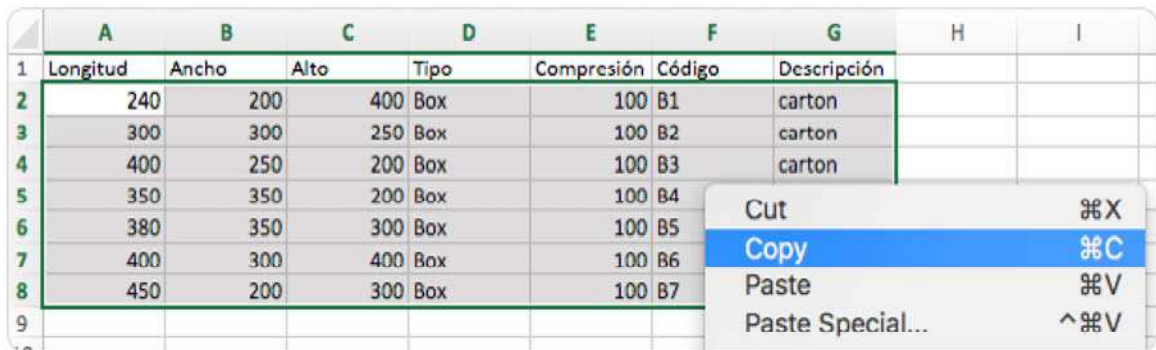 A B C D E F G H I
1 Longitud Ancho Alto Tipo Compresión Código Descripción
2 240 200 400 Box 100 B1 carton
3 300 300 250 Box 100 B2 carton
4 400 250 200 Box 100 B3 carton
5 350 350 200 Box 100 B4
6 380 350 300 Box 100 B5
7 400 300 400 Box 100 B6
8 450 200 300 Box 100 B7
9
Cut ⌘X
Copy ⌘C
Paste ⌘V
Paste Special... ^⌘V